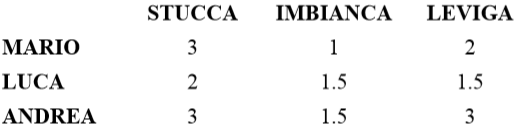 STUCCA IMBIANCA LEVIGA
MARIO 3 1 2
LUCA 2 1.5 1.5
ANDREA 3 1.5 3